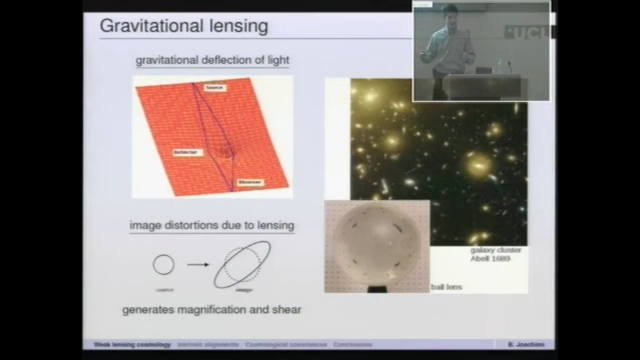 Gravitational lensing
gravitational deflection of light
Source
Deflector
Observer
image distortions due to lensing
source
image
generates magnification and shear
UCL
galaxy cluster
Abell 1689
ball lens
Weak lensing cosmology Intrinsic alignments Cosmological consistencies Conclusions
B. Joachimi